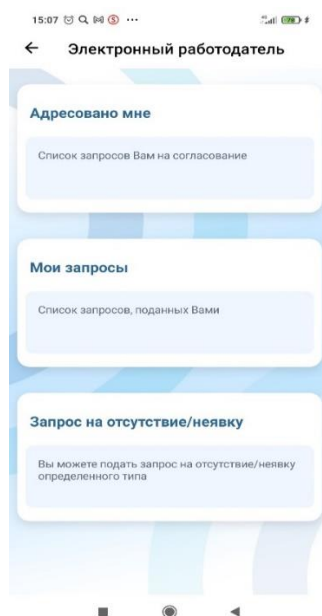 15:07
Электронный работодатель
Адресовано мне
Список запросов Вам на согласование
Мои запросы
Список запросов, поданных Вами
Запрос на отсутствие/неявку
Вы можете подать запрос на отсутствие/неявку
определенного типа